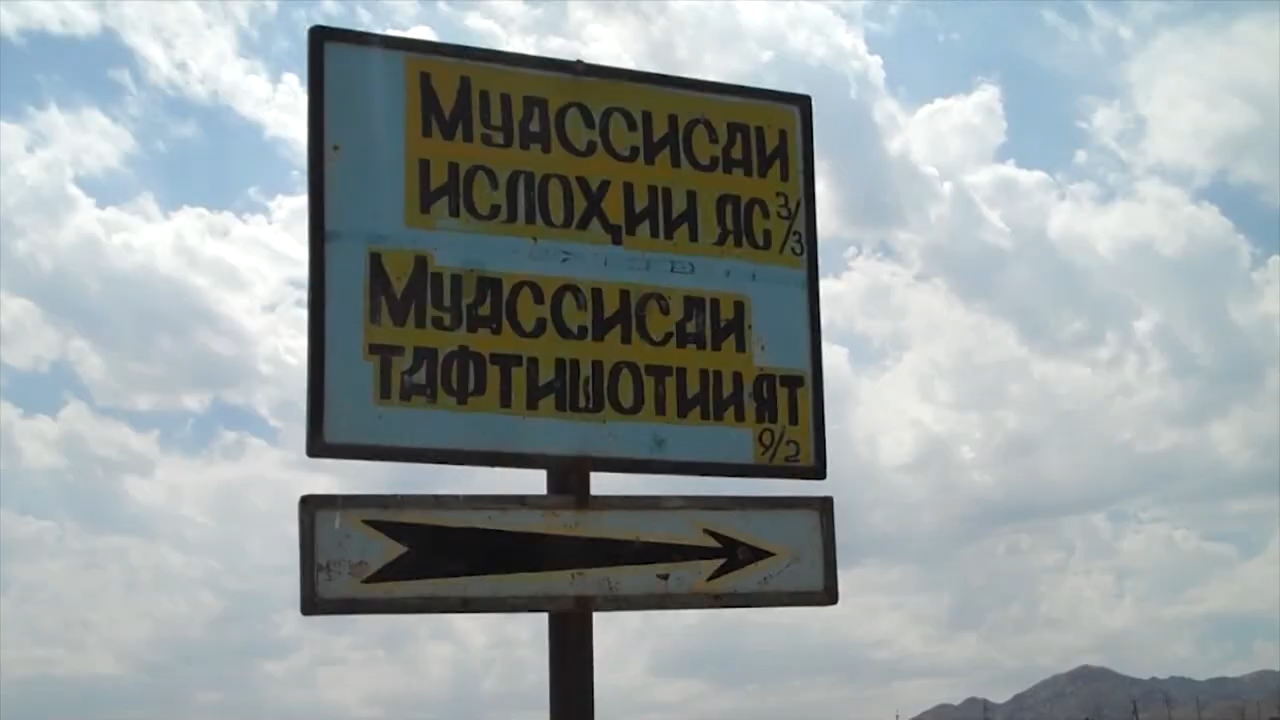 Муассисаи
ислоҳии ЯС 3/3
Муассисаи
тафтишотии ЯТ
9/2